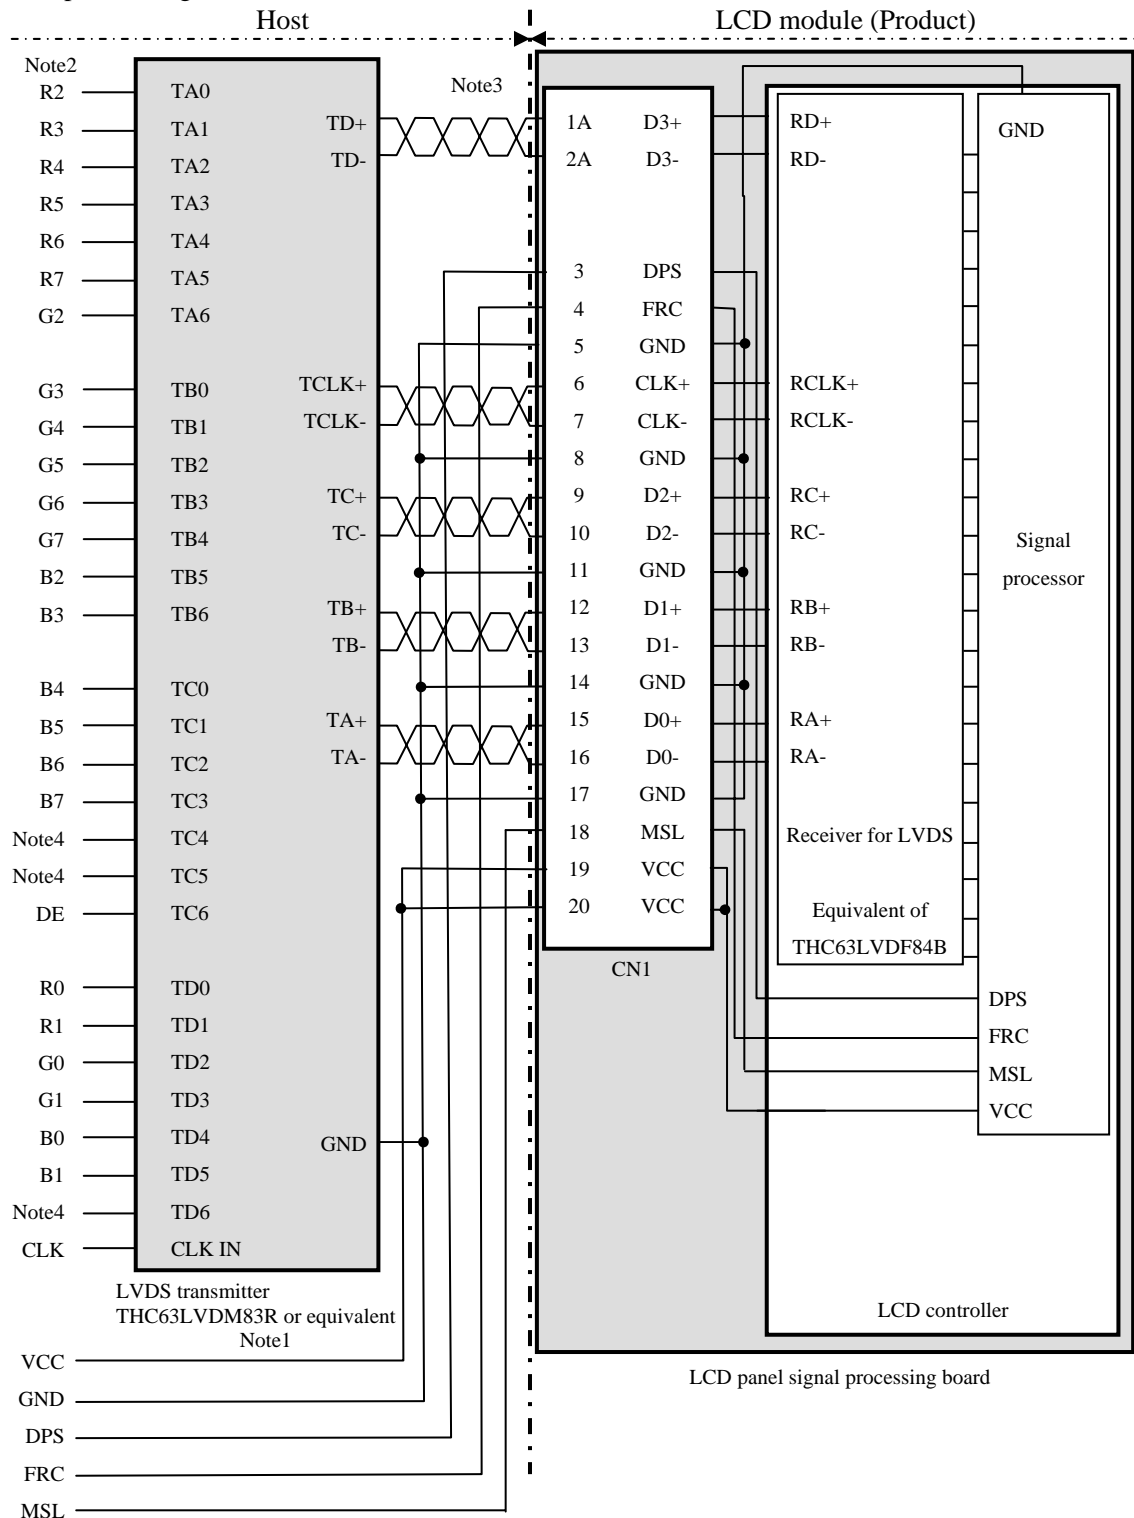 Host
LCD module (Product)
Note2
Note3
R2 TA0
R3 TA1
R4 TA2
R5 TA3
R6 TA4
R7 TA5
G2 TA6
G3 TB0
G4 TB1
G5 TB2
G6 TB3
G7 TB4
B2 TB5
B3 TB6
B4 TC0
B5 TC1
B6 TC2
B7 TC3
Note4 TC4
Note4 TC5
DE TC6
R0 TD0
R1 TD1
G0 TD2
G1 TD3
B0 TD4
B1 TD5
Note4 TD6
CLK CLK IN
TD+
TD-
TCLK+
TCLK-
TC+
TC-
TB+
TB-
TA+
TA-
GND
LVDS transmitter
THC63LVDM83R or equivalent
Note1
VCC
GND
DPS
FRC
MSL
1A D3+
2A D3-
3 DPS
4 FRC
5 GND
6 CLK+
7 CLK-
8 GND
9 D2+
10 D2-
11 GND
12 D1+
13 D1-
14 GND
15 D0+
16 D0-
17 GND
18 MSL
19 VCC
20 VCC
CN1
RD+
RD-
RCLK+
RCLK-
RC+
RC-
RB+
RB-
RA+
RA-
Receiver for LVDS
Equivalent of
THC63LVDF84B
GND
Signal
processor
DPS
FRC
MSL
VCC
LCD controller
LCD panel signal processing board